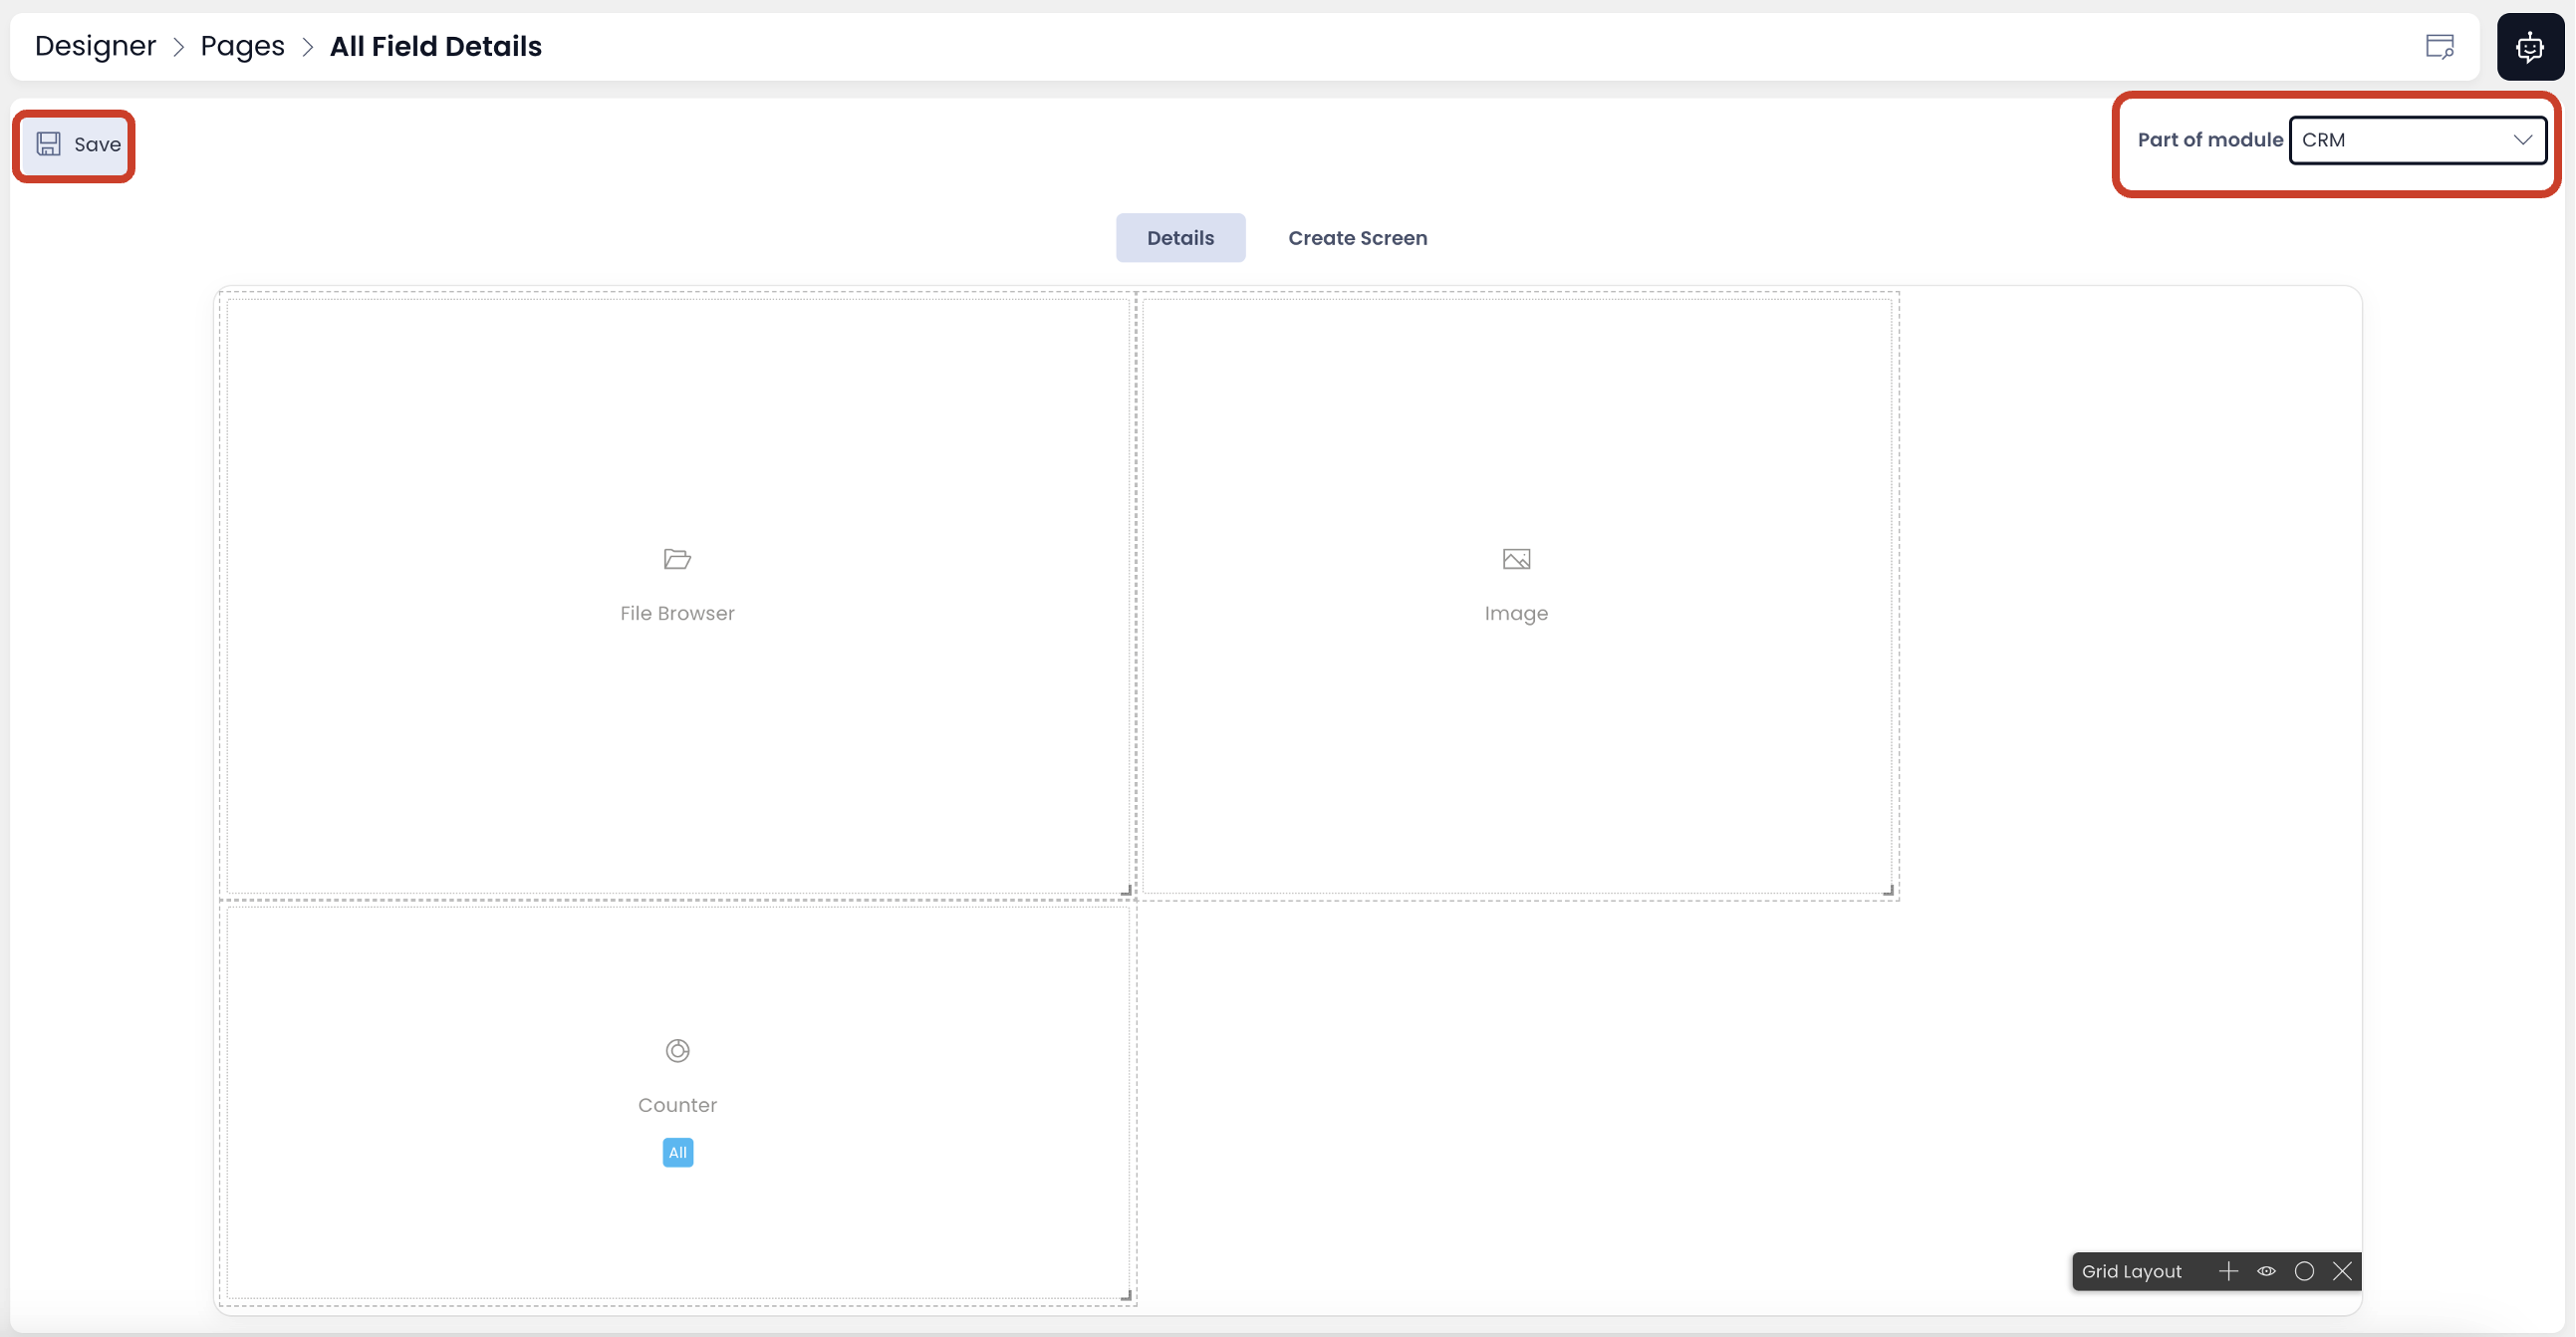 Designer > Pages > All Field Details
Save
Part of module CRM
Details Create Screen
File Browser
Image
Counter
All
Grid Layout